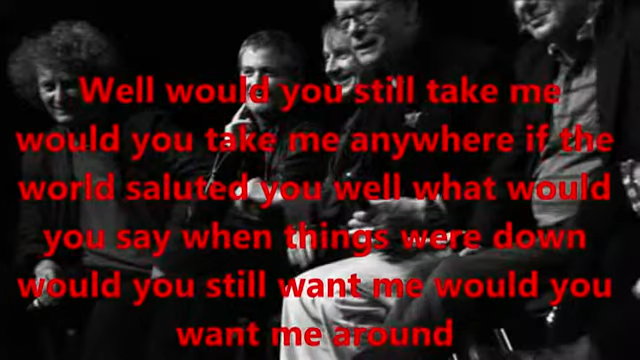 Well would you still take me
would you take me anywhere if the
world saluted you well what would
you say when things were down
would you still want me would you
want me around